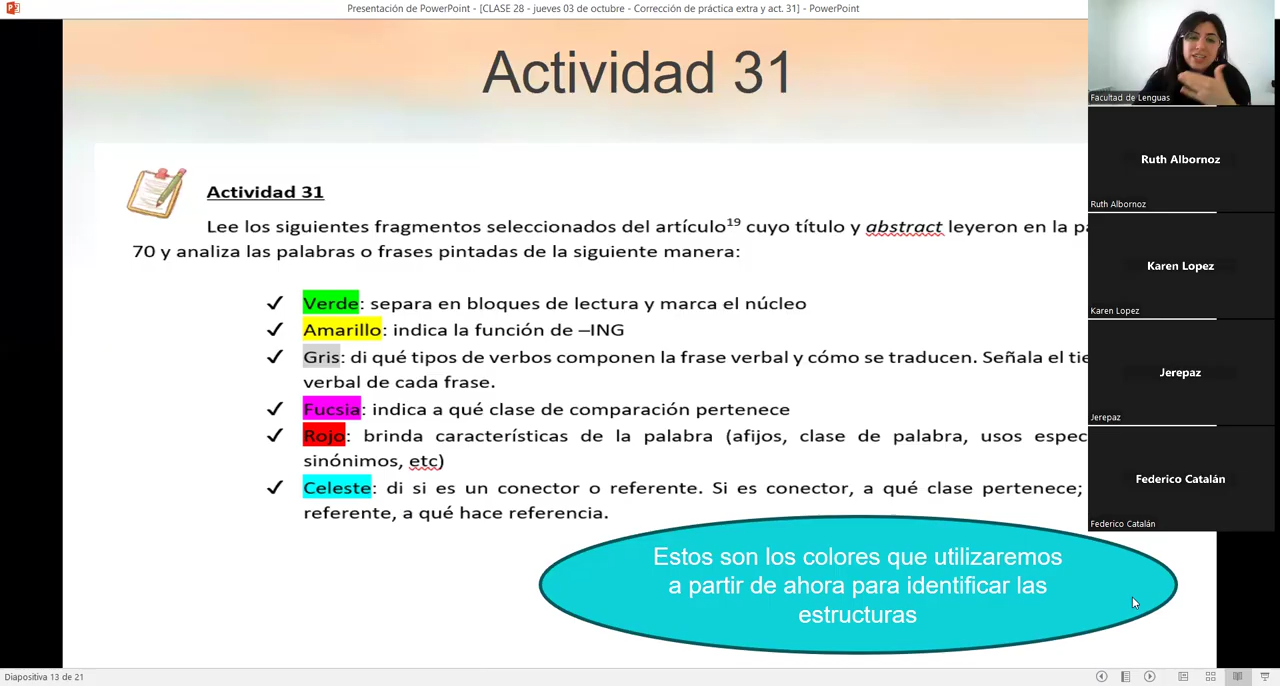 Presentación de PowerPoint - [CLASE 28 - jueves 03 de octubre - Corrección de práctica extra y act. 31] - PowerPoint
Actividad 31
Actividad 31
Lee los siguientes fragmentos seleccionados del artículo19 cuyo título y abstract leyeron en la
70 y analiza las palabras o frases pintadas de la siguiente manera:
✓ Verde: separa en bloques de lectura y marca el núcleo
✓ Amarillo: indica la función de –ING
✓ Gris: di qué tipos de verbos componen la frase verbal y cómo se traducen. Señala el
verbal de cada frase.
✓ Fucsia: indica a qué clase de comparación pertenece
✓ Rojo: brinda características de la palabra (afijos, clase de palabra, usos
sinónimos, etc)
✓ Celeste: di si es un conector o referente. Si es conector, a qué clase pertenece;
referente, a qué hace referencia.
Estos son los colores que utilizaremos
a partir de ahora para identificar las
estructuras
Facultad de Lenguas
Ruth Albornoz
Ruth Albornoz
Karen Lopez
Karen Lopez
Jerepaz
Jerepaz
Federico Catalán
Federico Catalán
Diapositiva 13 de 21